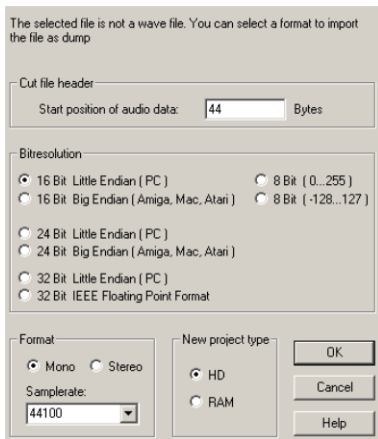 The selected file is not a wave file. You can select a format to import
the file as dump
Cut file header
Start position of audio data: 44 Bytes
Bitresolution
16 Bit Little Endian ( PC ) 8 Bit ( 0...255 )
16 Bit Big Endian ( Amiga, Mac, Atari ) 8 Bit ( -128...127 )
24 Bit Little Endian ( PC )
24 Bit Big Endian ( Amiga, Mac, Atari )
32 Bit Little Endian ( PC )
32 Bit IEEE Floating Point Format
Format
Mono Stereo
Samplerate:
44100
New project type
HD
RAM
OK
Cancel
Help